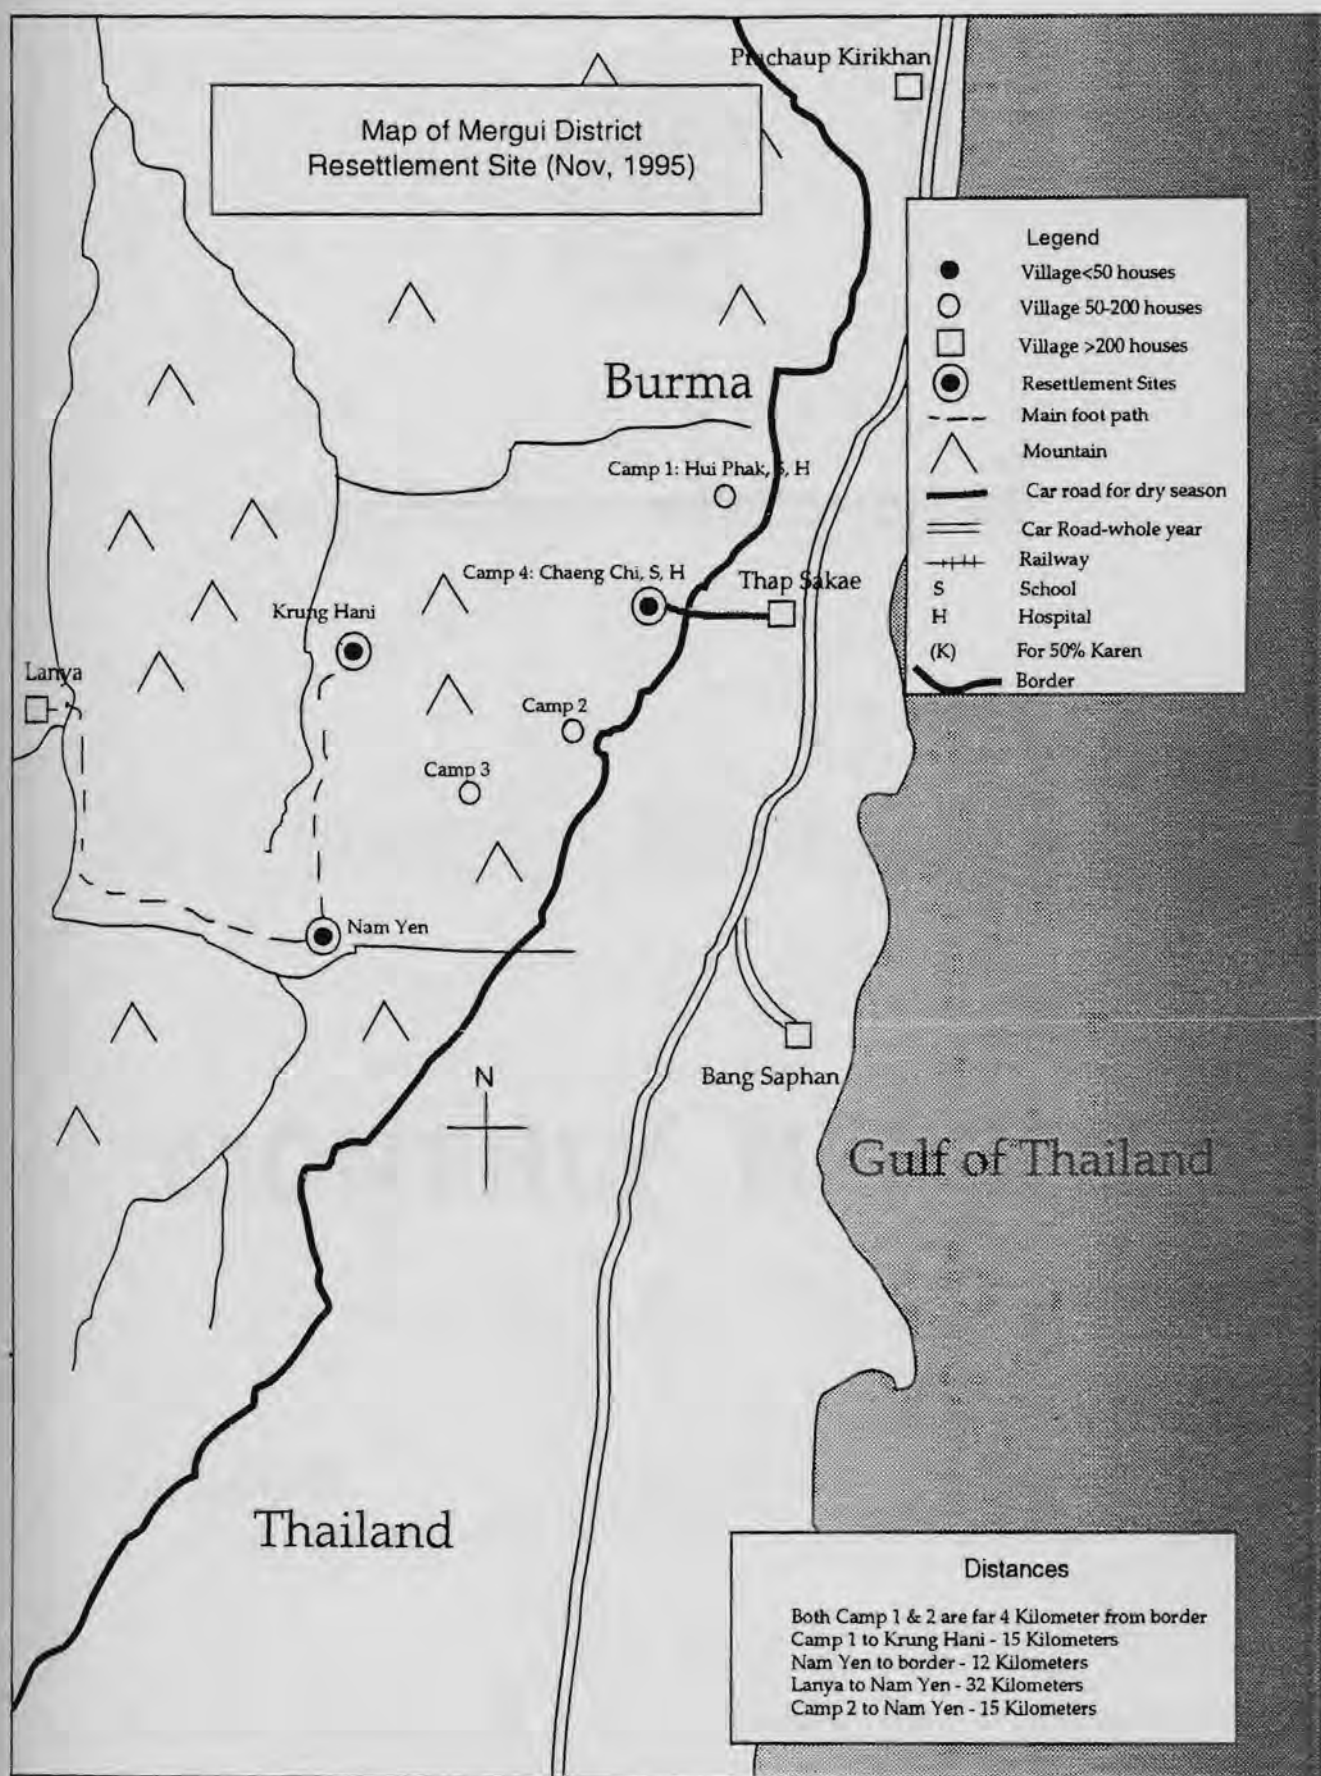 Pruchaup Kirikhan
Map of Mergui District
Resettlement Site (Nov, 1995)
Legend
Village<50 houses
Village 50-200 houses
Village >200 houses
Resettlement Sites
Main foot path
Mountain
Car road for dry season
Car Road-whole year
Railway
S School
H Hospital
(K) For 50% Karen
Border
Burma
Camp 1: Hui Phak, S, H
Camp 4: Chaeng Chi, S, H
Thap Sakae
Krung Hani
Lanya
Camp 2
Camp 3
Nam Yen
N
Bang Saphan
Gulf of Thailand
Thailand
Distances
Both Camp 1 & 2 are far 4 Kilometer from border
Camp 1 to Krung Hani - 15 Kilometers
Nam Yen to border - 12 Kilometers
Lanya to Nam Yen - 32 Kilometers
Camp 2 to Nam Yen - 15 Kilometers